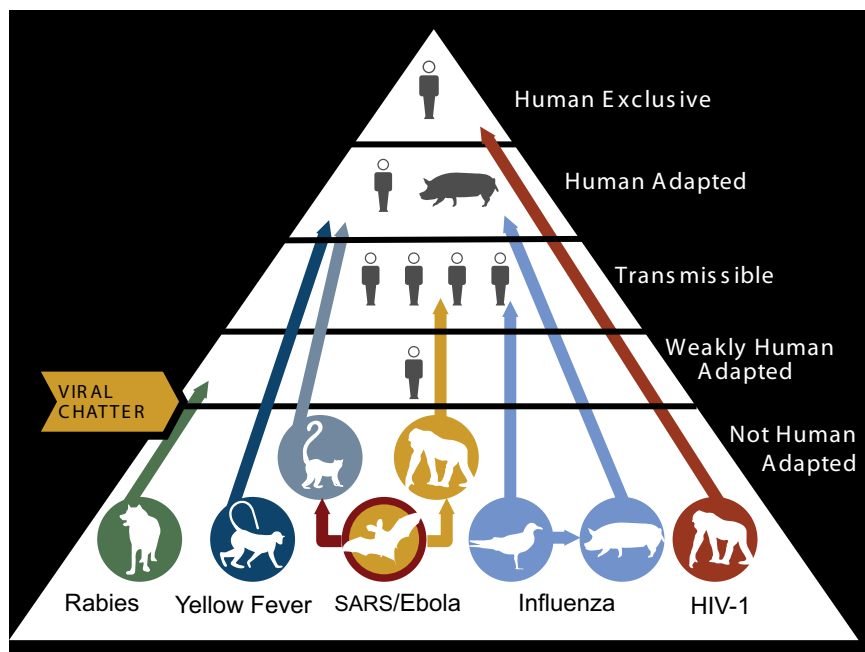 Human Exclusive
Human Adapted
Transmissible
Weakly Human
Adapted
VIRAL
CHATTER
Not Human
Adapted
Rabies
Yellow Fever
SARS/Ebola
Influenza
HIV-1